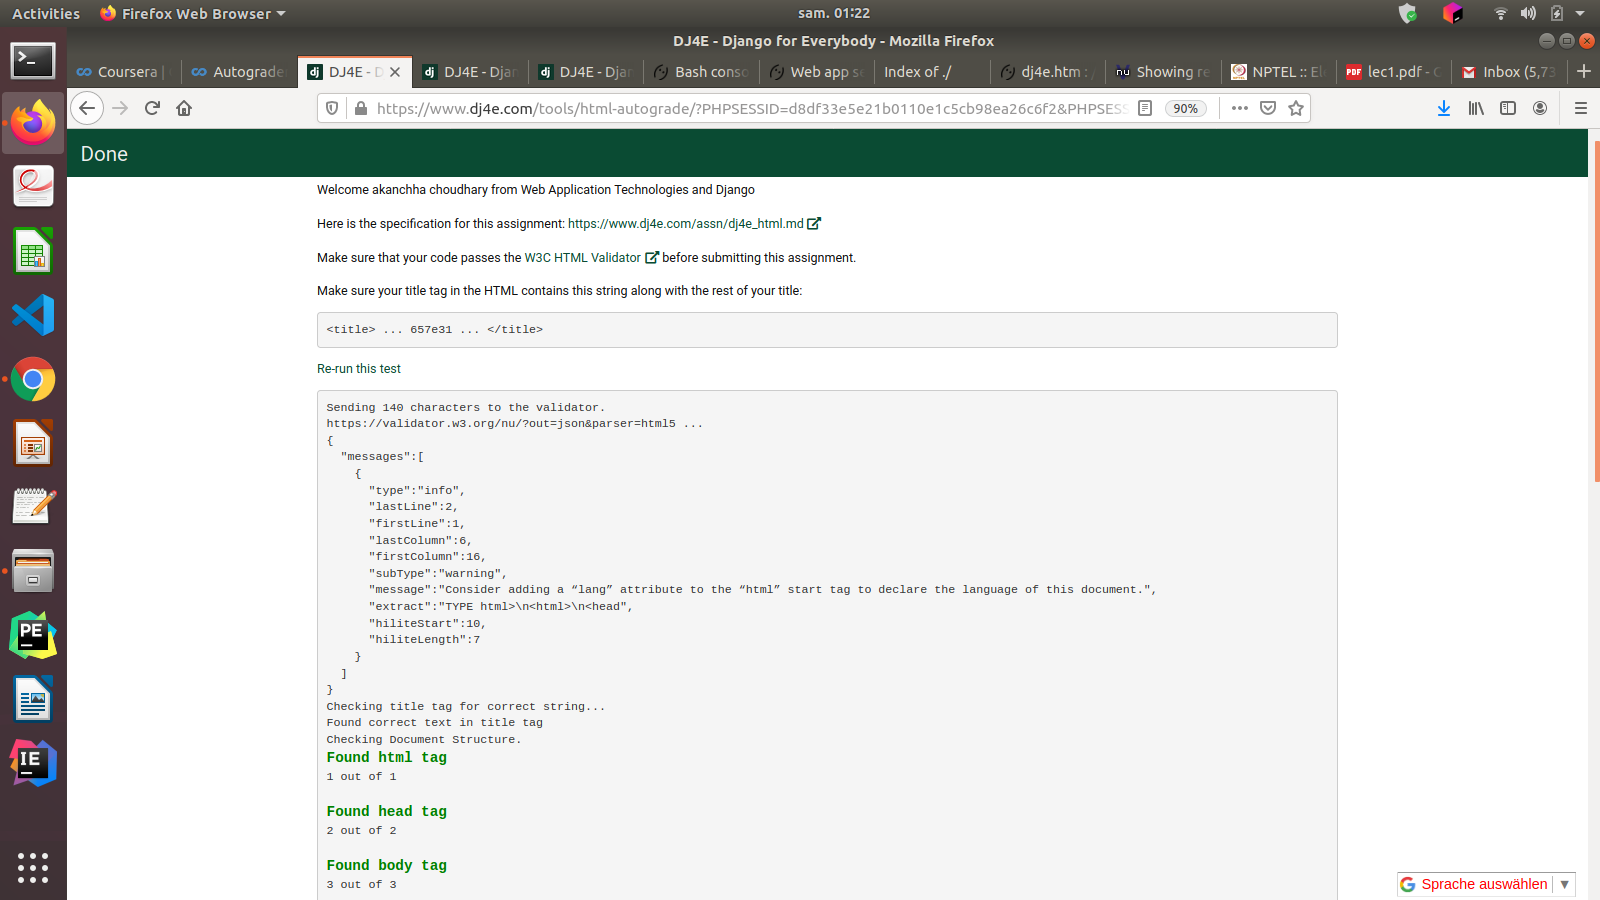 Activities
Firefox Web Browser
sam. 01:22
DJ4E - Django for Everybody - Mozilla Firefox
Coursera |
Autograde
DJ4E - D
DJ4E - Djar
DJ4E - Djar
Bash conso
Web app se
Index of ./
dj4e.htm : /
Showing re
NPTEL :: Ele
lec1.pdf - C
Inbox (5,73
https://www.dj4e.com/tools/html-autograde/?PHPSESSID=d8df33e5e21b0110e1c5cb98ea26c6f2&PHPSESS
90%
Done
Welcome akanchha choudhary from Web Application Technologies and Django
Here is the specification for this assignment: https://www.dj4e.com/assn/dj4e_html.md
Make sure that your code passes the W3C HTML Validator before submitting this assignment.
Make sure your title tag in the HTML contains this string along with the rest of your title:
<title> ... 657e31 ... </title>
Re-run this test
Sending 140 characters to the validator.
https://validator.w3.org/nu/?out=json&parser=html5 ...
{
"messages":[
{
"type":"info",
"lastLine":2,
"firstLine":1,
"lastColumn":6,
"firstColumn":16,
"subType":"warning",
"message":"Consider adding a “lang” attribute to the “html” start tag to declare the language of this document.",
"extract":"TYPE html>\n<html>\n<head",
"hiliteStart":10,
"hiliteLength":7
}
]
}
Checking title tag for correct string...
Found correct text in title tag
Checking Document Structure.
Found html tag
1 out of 1
Found head tag
2 out of 2
Found body tag
3 out of 3
Sprache auswählen